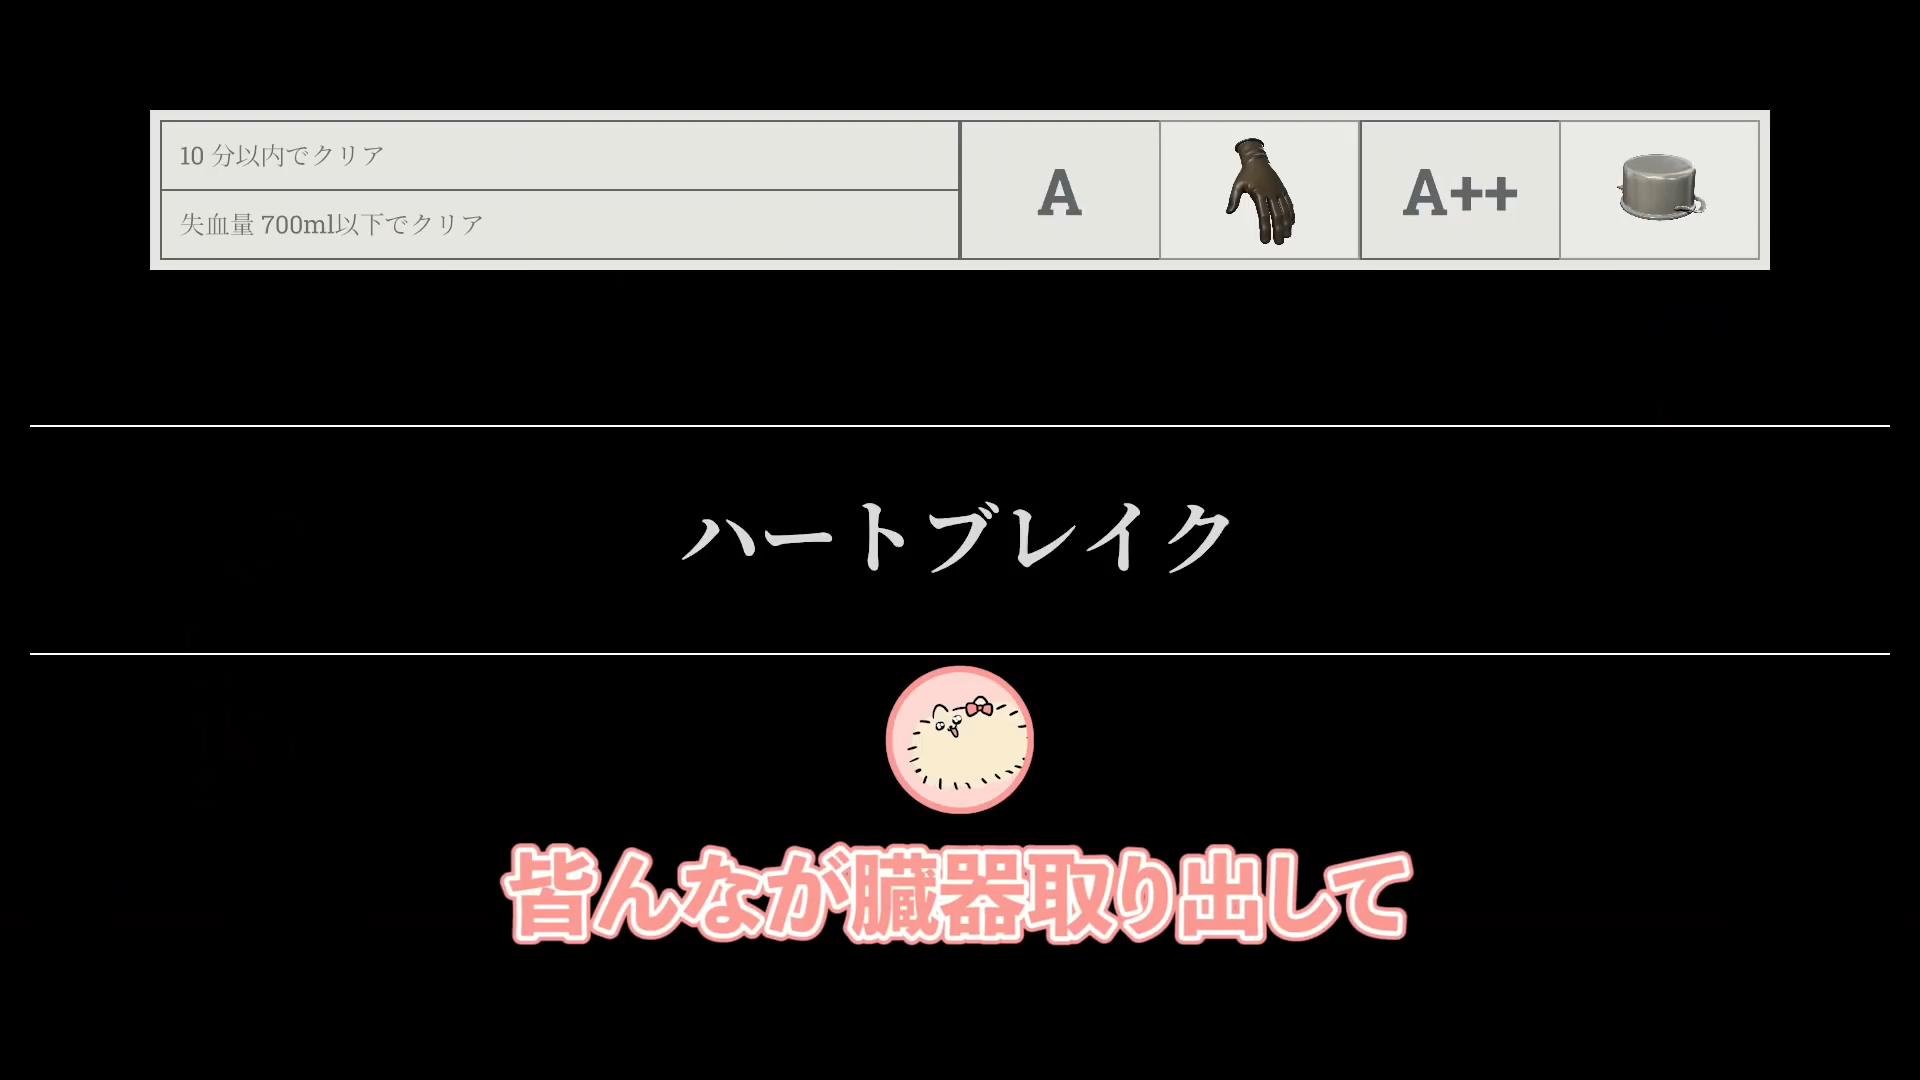 10 分以内でクリア
失血量 700ml以下でクリア
A
A++
ハートブレイク
皆んなが臓器取り出して